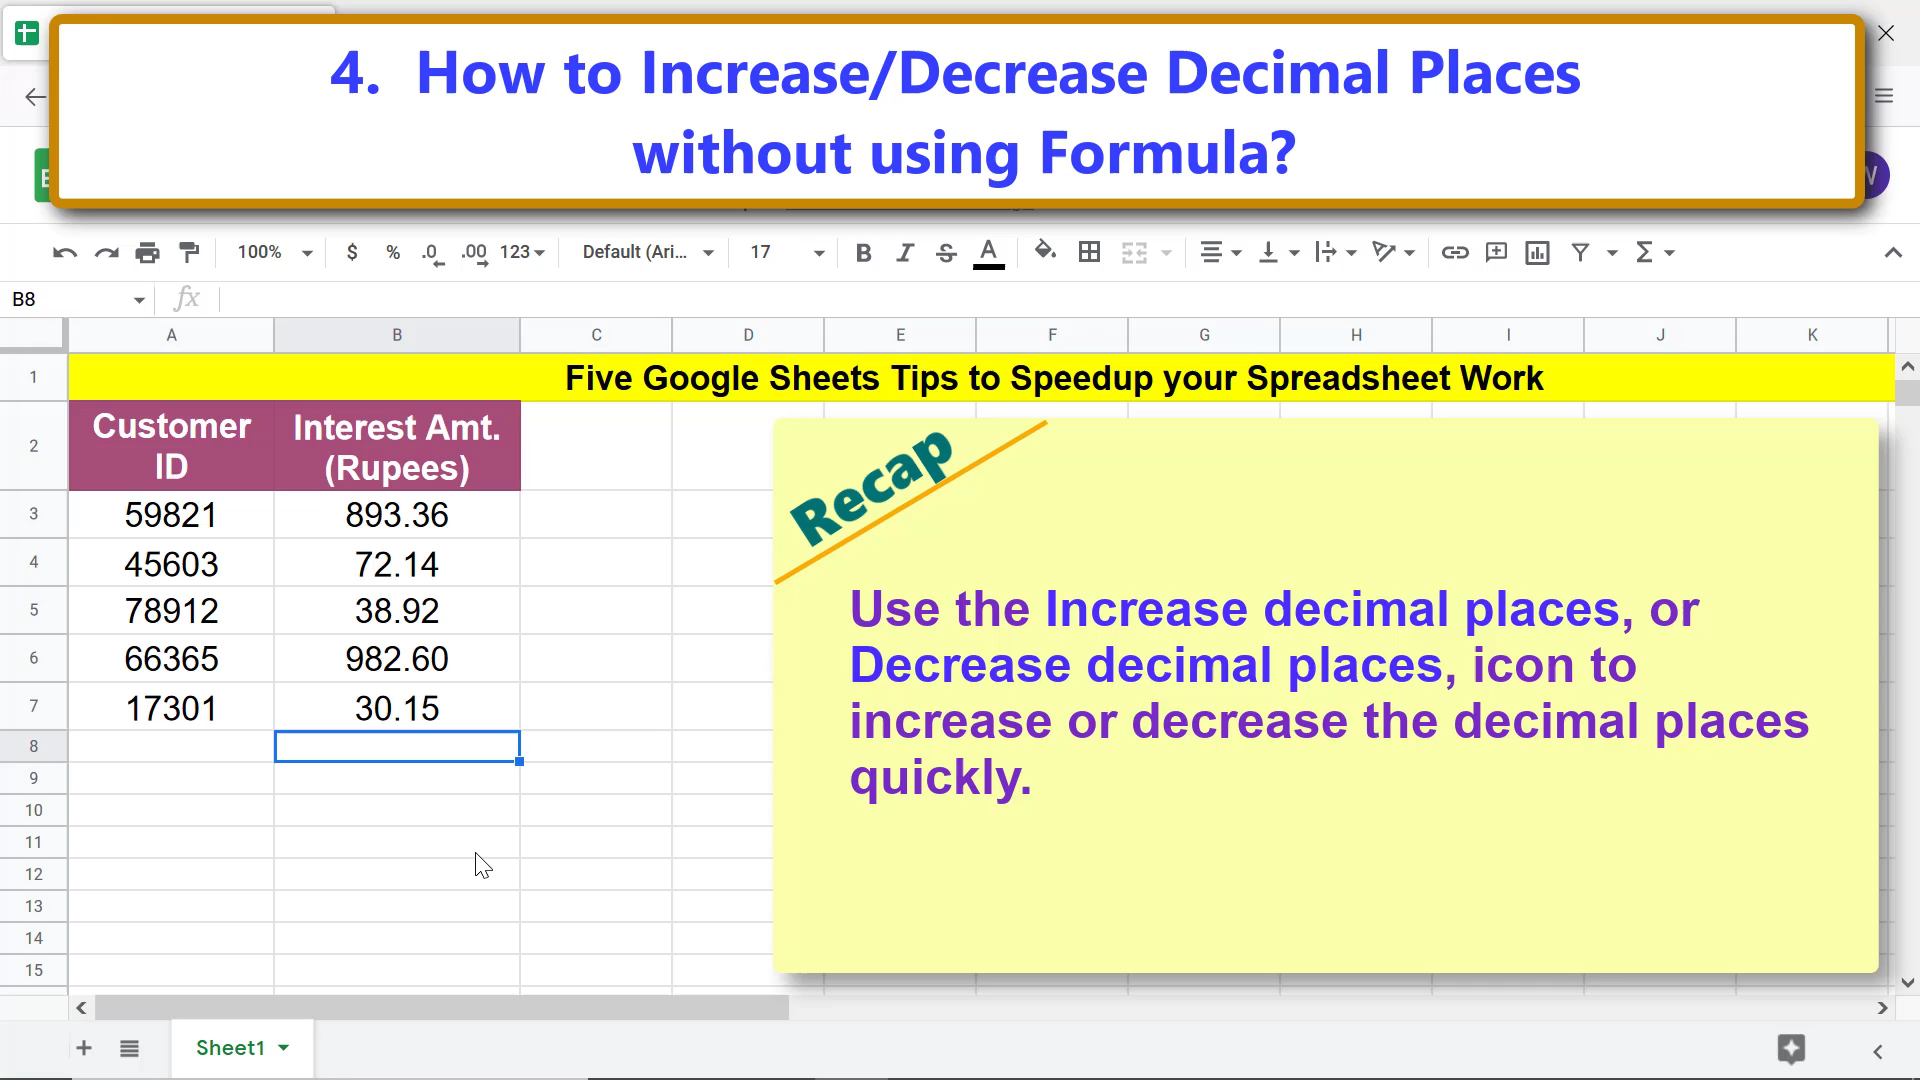 4. How to Increase/Decrease Decimal Places
without using Formula?
100% $ % .0 .00 123 Default (Ari... 17 B I S A
B8 fx
A B C D E F G H I J K
1 Five Google Sheets Tips to Speedup your Spreadsheet Work
2 Customer ID Interest Amt. (Rupees)
3 59821 893.36
4 45603 72.14
5 78912 38.92
6 66365 982.60
7 17301 30.15
8
9
10
11
12
13
14
15
Recap
Use the Increase decimal places, or
Decrease decimal places, icon to
increase or decrease the decimal places
quickly.
Sheet1